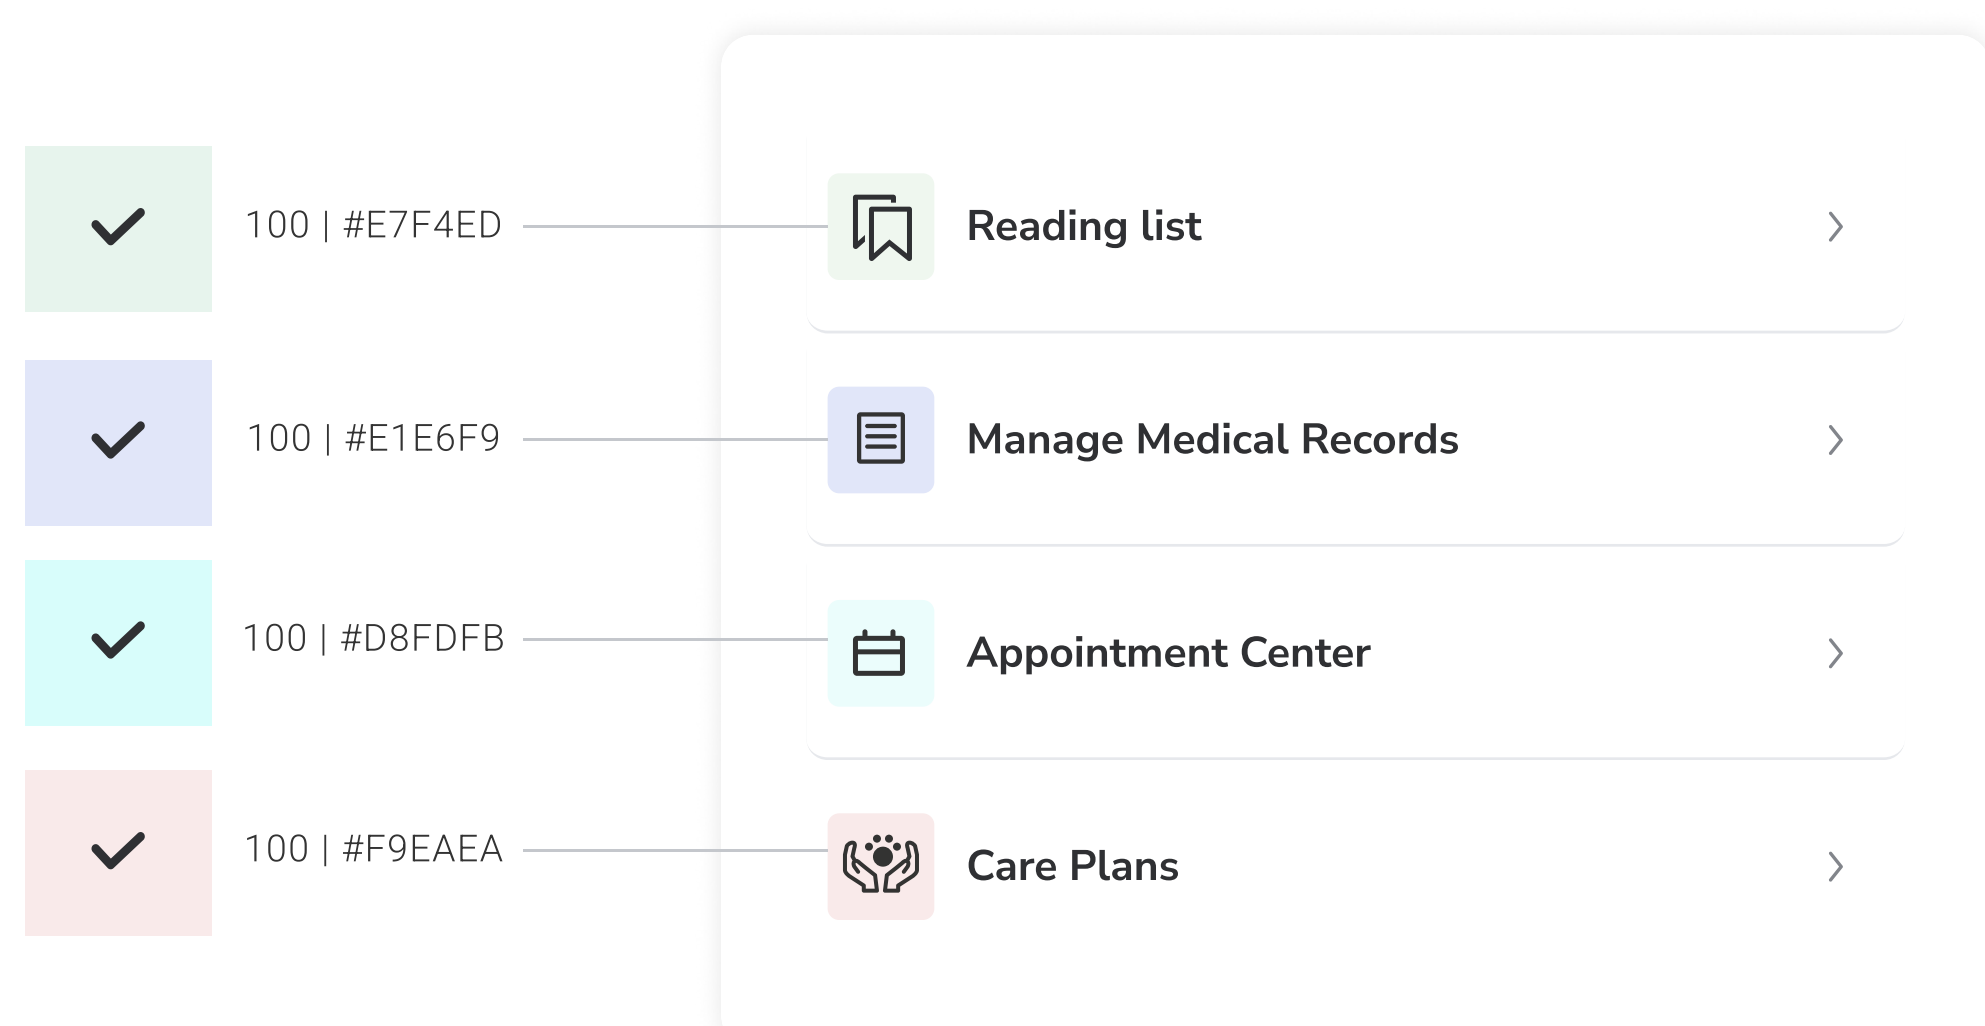 100 | #E7F4ED
Reading list
100 | #E1E6F9
Manage Medical Records
100 | #D8FDFB
Appointment Center
100 | #F9EAEA
Care Plans